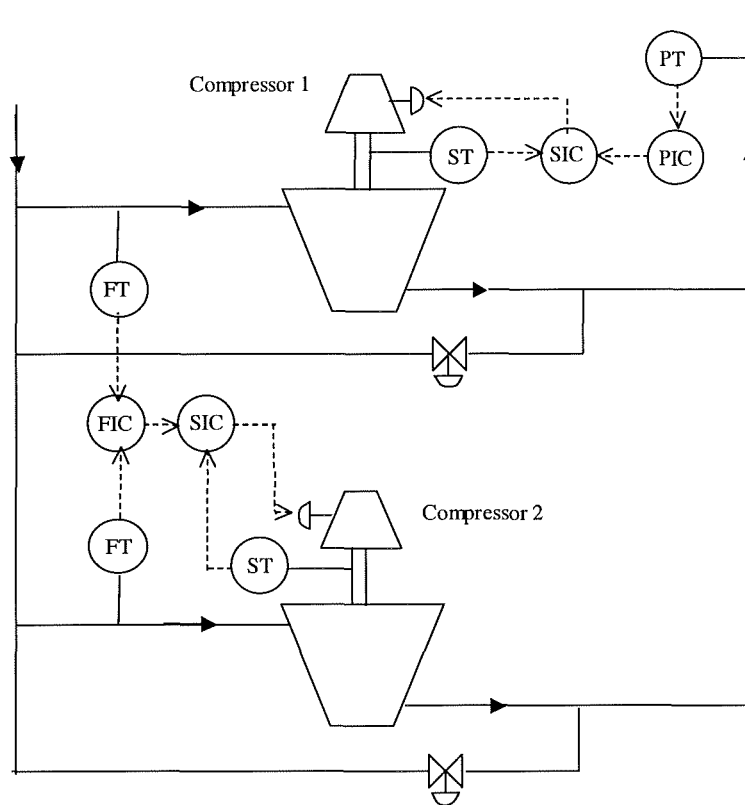 PT
Compressor 1
ST
SIC
PIC
FT
FIC
SIC
Compressor 2
FT
ST